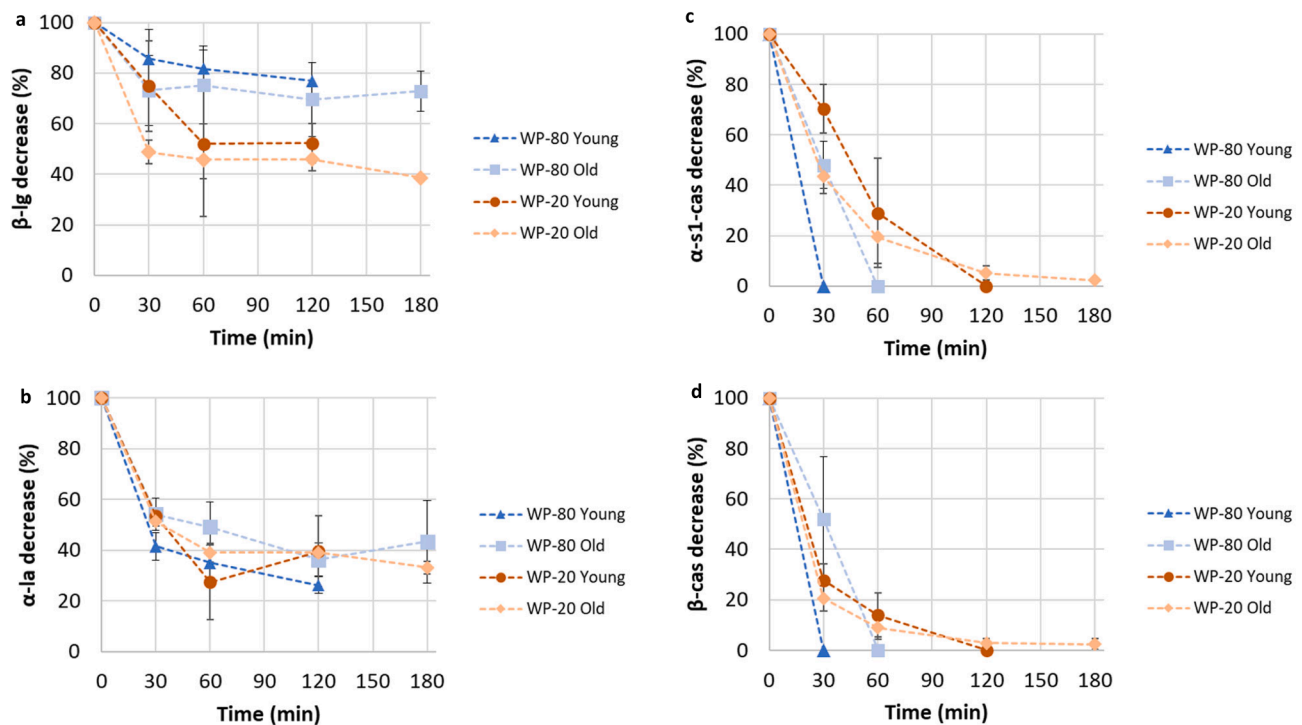 a
β-lg decrease (%)
100
80
60
40
20
0
0 30 60 90 120 150 180
Time (min)
WP-80 Young
WP-80 Old
WP-20 Young
WP-20 Old
b
α-la decrease (%)
100
80
60
40
20
0
0 30 60 90 120 150 180
Time (min)
WP-80 Young
WP-80 Old
WP-20 Young
WP-20 Old
c
α-s1-cas decrease (%)
100
80
60
40
20
0
0 30 60 90 120 150 180
Time (min)
WP-80 Young
WP-80 Old
WP-20 Young
WP-20 Old
d
β-cas decrease (%)
100
80
60
40
20
0
0 30 60 90 120 150 180
Time (min)
WP-80 Young
WP-80 Old
WP-20 Young
WP-20 Old